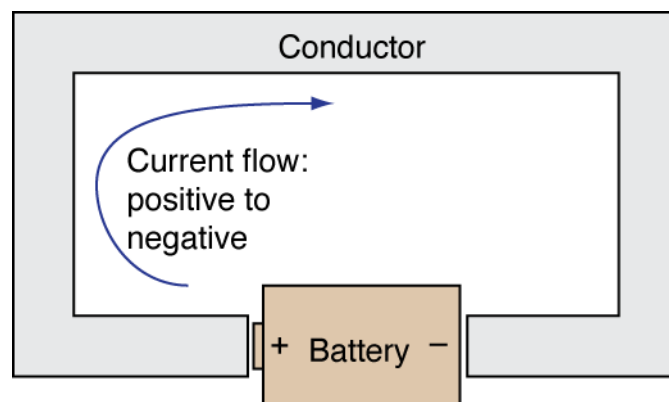 Conductor
Current flow:
positive to
negative
+ Battery −